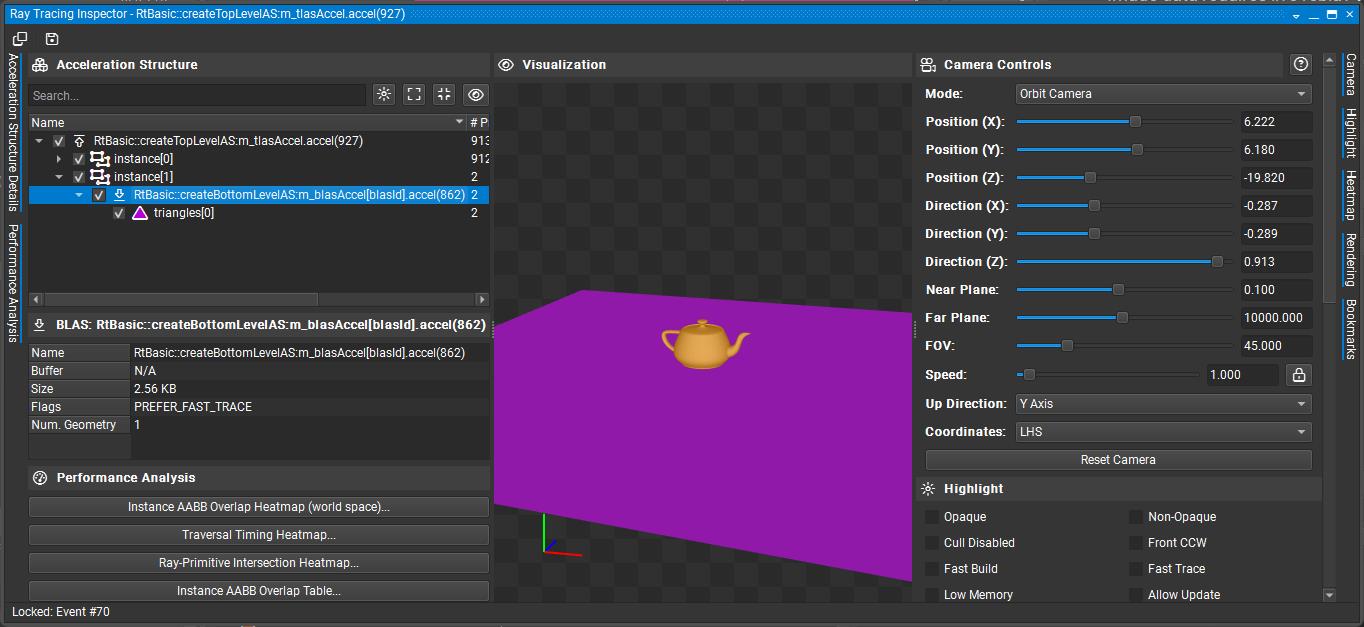 Ray Tracing Inspector - RtBasic::createTopLevelAS:m_tlasAccel.accel(927)
Acceleration Structure Details
Performance Analysis
Acceleration Structure
Search...
Name
# P
RtBasic::createTopLevelAS:m_tlasAccel.accel(927)
913
instance[0]
912
instance[1]
2
RtBasic::createBottomLevelAS:m_blasAccel[blasId].accel(862)
2
triangles[0]
2
BLAS: RtBasic::createBottomLevelAS:m_blasAccel[blasId].accel(862)
Name RtBasic::createBottomLevelAS:m_blasAccel[blasId].accel(862)
Buffer N/A
Size 2.56 KB
Flags PREFER_FAST_TRACE
Num. Geometry 1
Performance Analysis
Instance AABB Overlap Heatmap (world space)...
Traversal Timing Heatmap...
Ray-Primitive Intersection Heatmap...
Instance AABB Overlap Table...
Locked: Event #70
Visualization
Camera Controls
Mode: Orbit Camera
Position (X): 6.222
Position (Y): 6.180
Position (Z): -19.820
Direction (X): -0.287
Direction (Y): -0.289
Direction (Z): 0.913
Near Plane: 0.100
Far Plane: 10000.000
FOV: 45.000
Speed: 1.000
Up Direction: Y Axis
Coordinates: LHS
Reset Camera
Highlight
Opaque Non-Opaque
Cull Disabled Front CCW
Fast Build Fast Trace
Low Memory Allow Update
Camera
Highlight
Heatmap
Rendering
Bookmarks